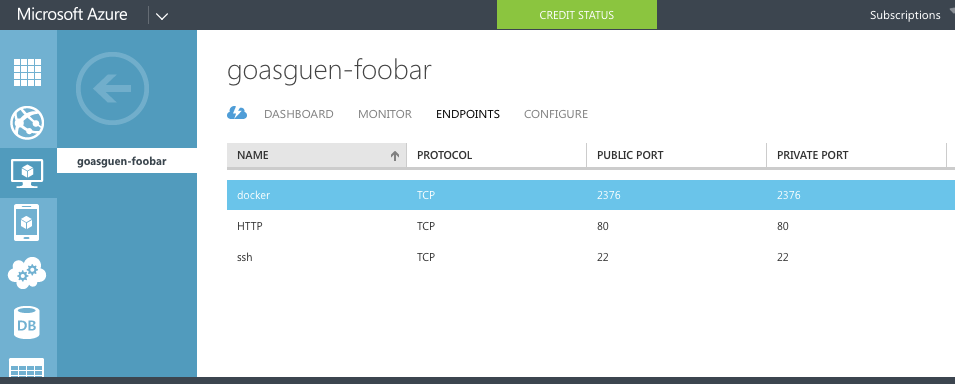 Microsoft Azure CREDIT STATUS Subscriptions
goasguen-foobar
DASHBOARD MONITOR ENDPOINTS CONFIGURE
goasguen-foobar
NAME PROTOCOL PUBLIC PORT PRIVATE PORT
docker TCP 2376 2376
HTTP TCP 80 80
ssh TCP 22 22
DB